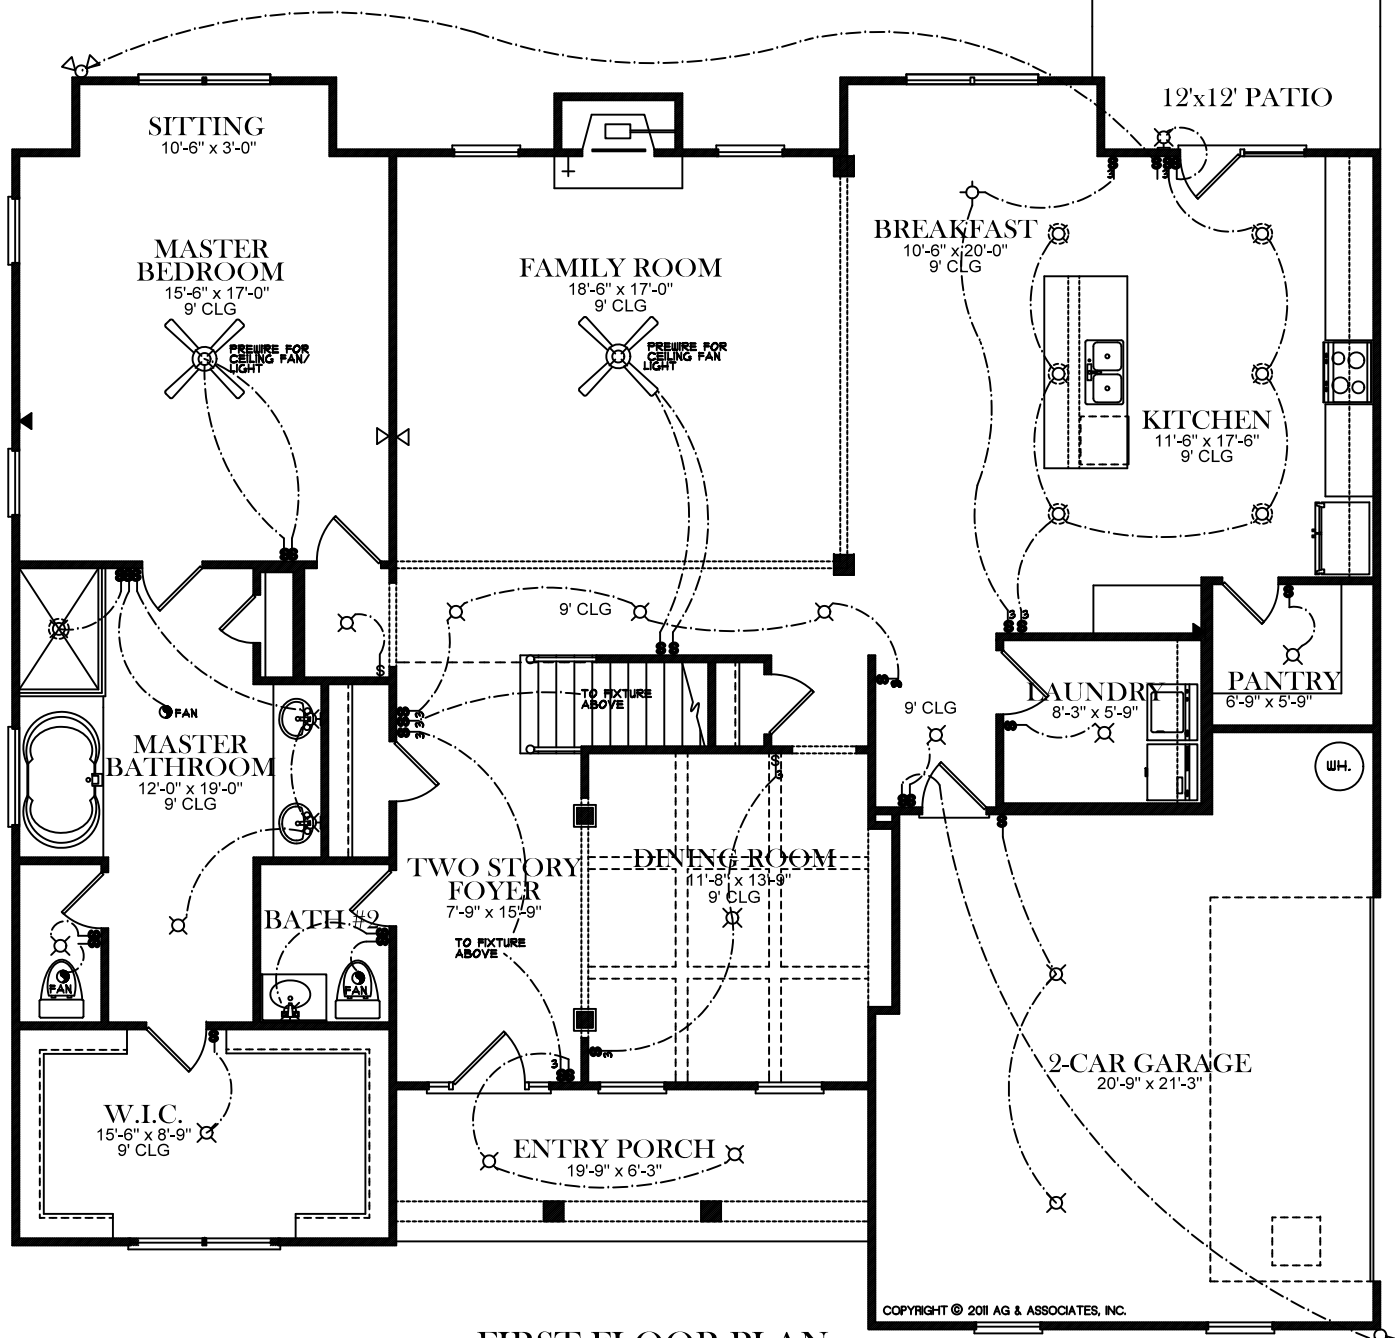 12'x12' PATIO
SITTING
10'-6" x 3'-0"
MASTER
BEDROOM
15'-6" x 17'-0"
9' CLG
PREWIRE FOR
CEILING FAN/
LIGHT
FAMILY ROOM
18'-6" x 17'-0"
9' CLG
PREWIRE FOR
CEILING FAN
LIGHT
BREAKFAST
10'-6" x 20'-0"
9' CLG
KITCHEN
11'-6" x 17'-6"
9' CLG
9' CLG
TO FIXTURE
ABOVE
9' CLG
LAUNDRY
8'-3" x 5'-9"
PANTRY
6'-9" x 5'-9"
WH.
FAN
MASTER
BATHROOM
12'-0" x 19'-0"
9' CLG
TWO STORY
FOYER
7'-9" x 15'-9"
TO FIXTURE
ABOVE
DINING ROOM
11'-8" x 13'-9"
9' CLG
BATH #2
FAN
FAN
W.I.C.
15'-6" x 8'-9"
9' CLG
ENTRY PORCH
19'-9" x 6'-3"
2-CAR GARAGE
20'-9" x 21'-3"
COPYRIGHT © 2011 AG & ASSOCIATES, INC.
FIRST FLOOR PLAN